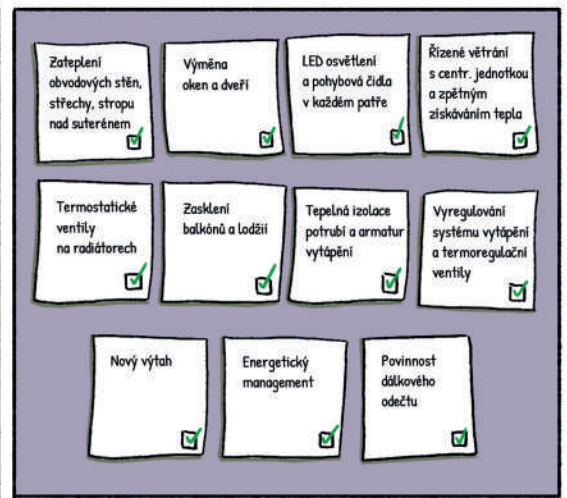 Zateplení
obvodových stěn,
střechy, stropu
nad suterénem
Výměna
oken a dveří
LED osvětlení
a pohybová čidla
v každém patře
Řízené větrání
s centr. jednotkou
a zpětným
získáváním tepla
Termostatické
ventily
na radiátorech
Zasklení
balkónů a lodžií
Tepelná izolace
potrubí a armatur
vytápění
Vyregulování
systému vytápění
a termoregulační
ventily
Nový výtah
Energetický
management
Povinnost
dálkového
odečtu